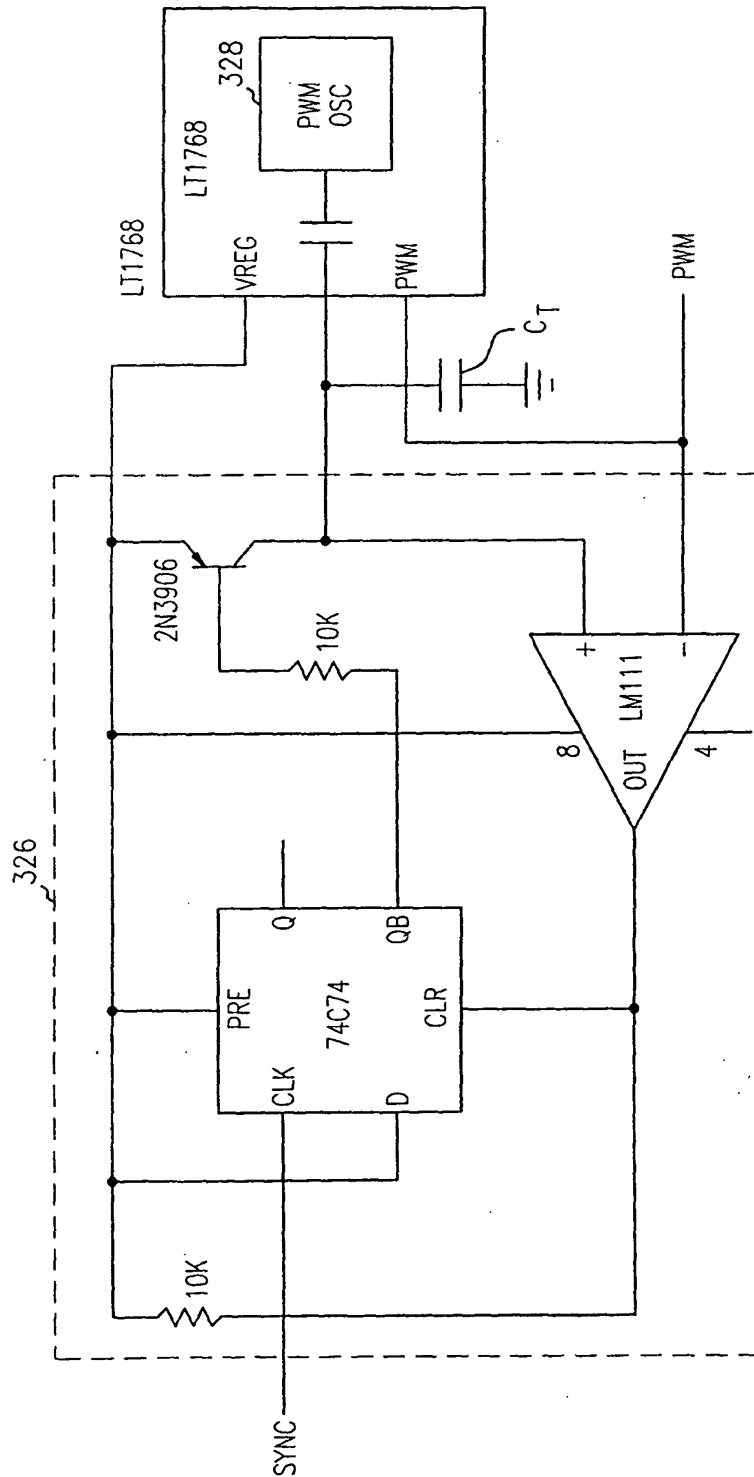 326
LT1768
LT1768
328
PWM
OSC
VREG
PWM
2N3906
10K
C_T
PWM
PRE
Q
CLK
74C74
QB
D
CLR
10K
SYNC
8
+
-
OUT
LM111
4